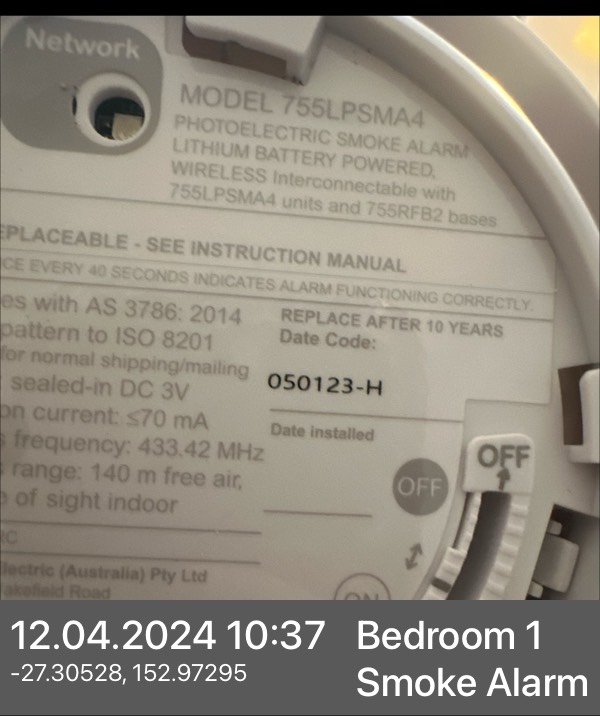 Network
MODEL 755LPSMA4
PHOTOELECTRIC SMOKE ALARM
LITHIUM BATTERY POWERED,
WIRELESS Interconnectable with
755LPSMA4 units and 755RFB2 bases
EPLACEABLE - SEE INSTRUCTION MANUAL
CE EVERY 40 SECONDS INDICATES ALARM FUNCTIONING CORRECTLY.
es with AS 3786: 2014
pattern to ISO 8201
for normal shipping/mailing
sealed-in DC 3V
on current: ≤70 mA
frequency: 433.42 MHz
range: 140 m free air,
of sight indoor
REPLACE AFTER 10 YEARS
Date Code:
050123-H
Date installed
OFF
OFF
ON
RC
lectric (Australia) Pty Ltd
akefield Road
12.04.2024 10:37
-27.30528, 152.97295
Bedroom 1
Smoke Alarm